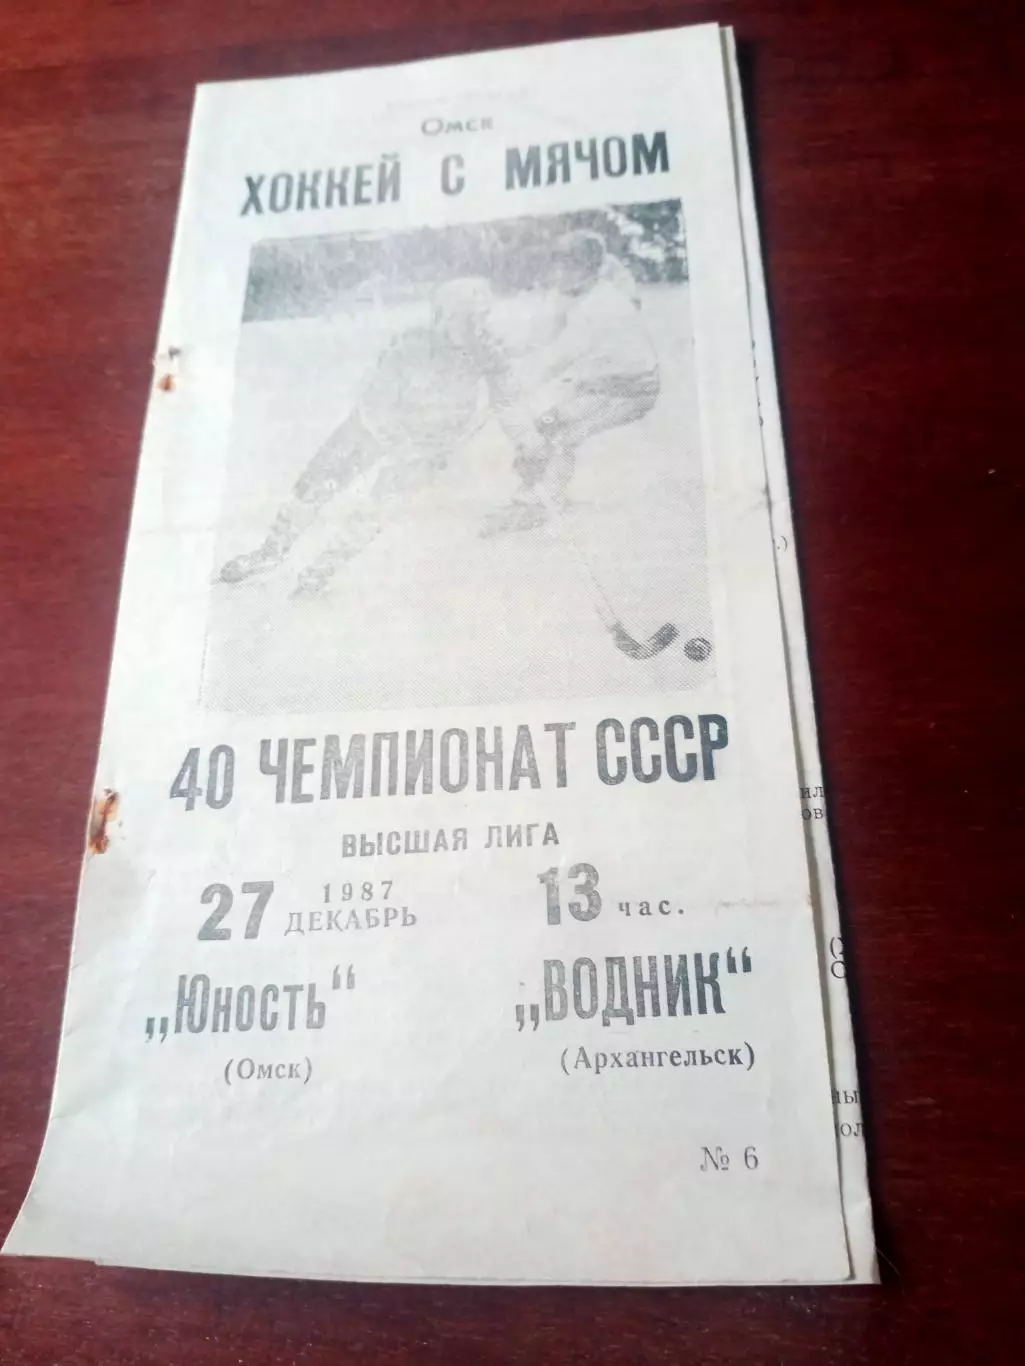 Омск
ХОККЕЙ С МЯЧОМ
40 ЧЕМПИОНАТ СССР
ВЫСШАЯ ЛИГА
27 1987 ДЕКАБРЬ 13 час.
„Юность“ „ВОДНИК“
(Омск) (Архангельск)
№ 6